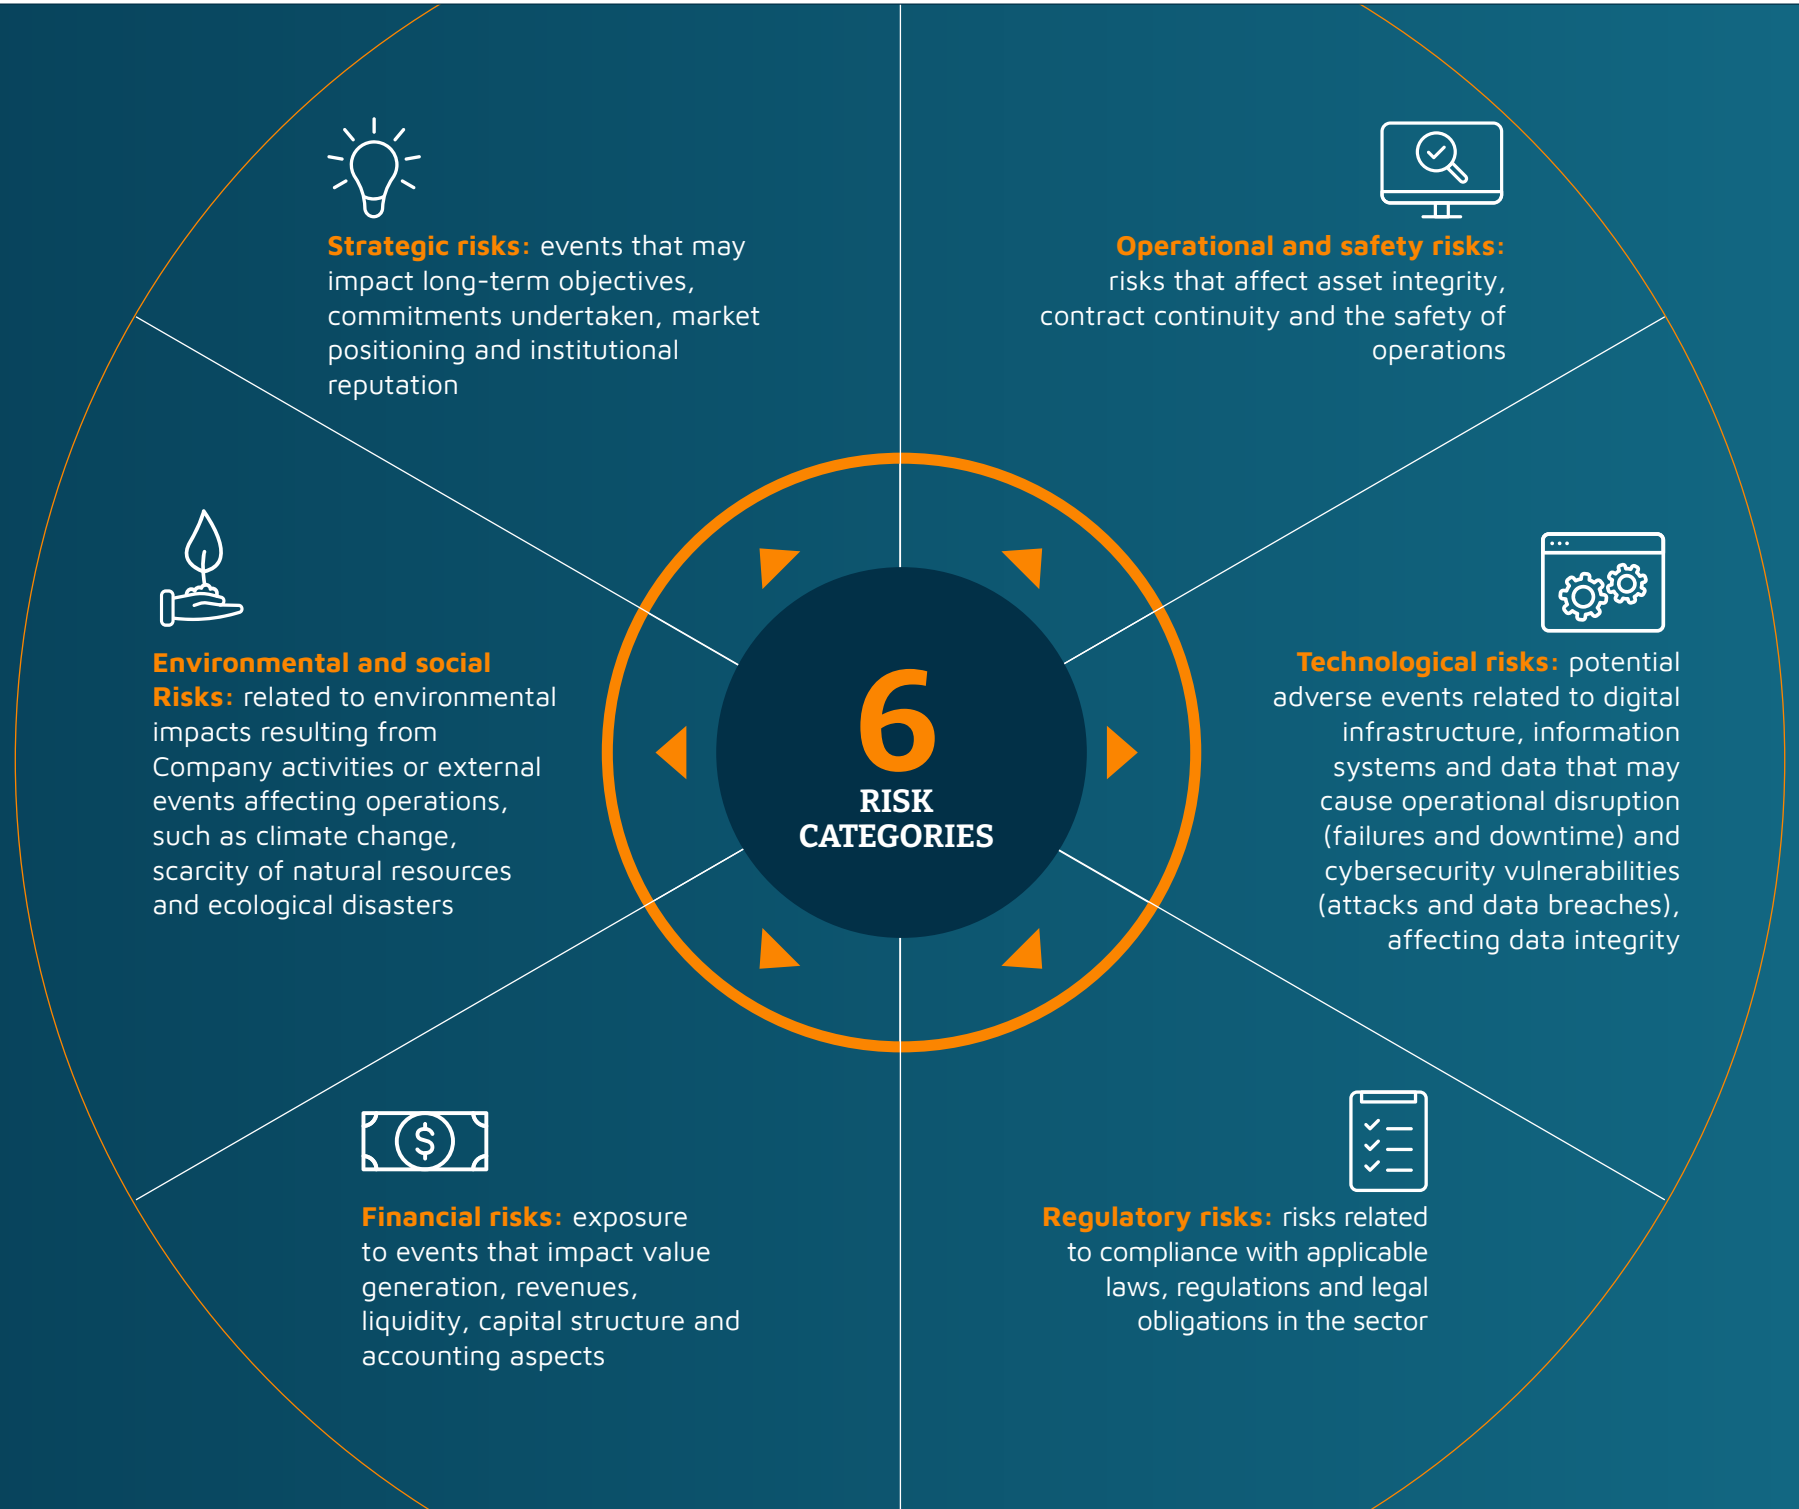 Strategic risks: events that may
impact long-term objectives,
commitments undertaken, market
positioning and institutional
reputation
Operational and safety risks:
risks that affect asset integrity,
contract continuity and the safety of
operations
Environmental and social
Risks: related to environmental
impacts resulting from
Company activities or external
events affecting operations,
such as climate change,
scarcity of natural resources
and ecological disasters
6
RISK
CATEGORIES
Technological risks: potential
adverse events related to digital
infrastructure, information
systems and data that may
cause operational disruption
(failures and downtime) and
cybersecurity vulnerabilities
(attacks and data breaches),
affecting data integrity
$
Financial risks: exposure
to events that impact value
generation, revenues,
liquidity, capital structure and
accounting aspects
Regulatory risks: risks related
to compliance with applicable
laws, regulations and legal
obligations in the sector